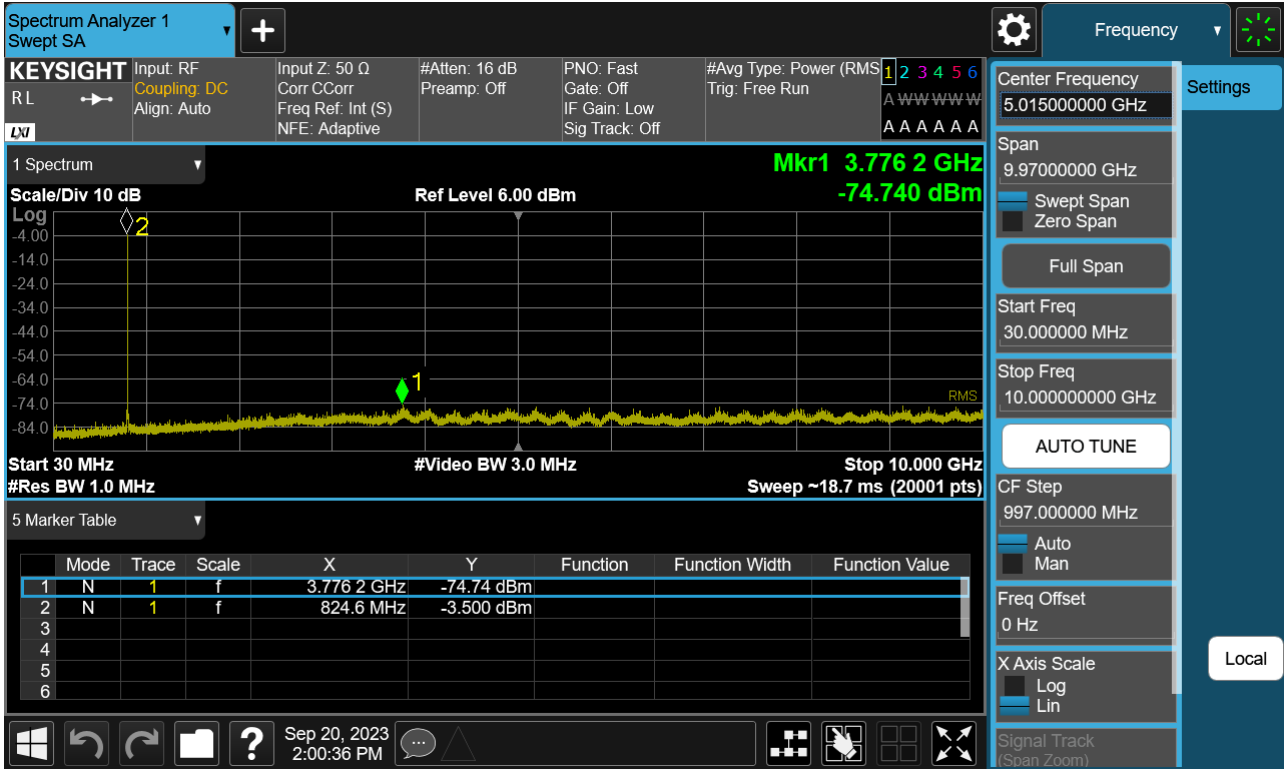 Spectrum Analyzer 1
Swept SA
Frequency
KEYSIGHT
R L
LXI
Input: RF
Coupling: DC
Align: Auto
Input Z: 50 Ω
Corr CCorr
Freq Ref: Int (S)
NFE: Adaptive
#Atten: 16 dB
Preamp: Off
PNO: Fast
Gate: Off
IF Gain: Low
Sig Track: Off
#Avg Type: Power (RMS
Trig: Free Run
1 2 3 4 5 6
A W W W W W
A A A A A A
1 Spectrum
Mkr1 3.776 2 GHz
-74.740 dBm
Scale/Div 10 dB
Ref Level 6.00 dBm
Log
-4.00
-14.0
-24.0
-34.0
-44.0
-54.0
-64.0
-74.0
-84.0
2
1
RMS
Start 30 MHz
#Video BW 3.0 MHz
Stop 10.000 GHz
#Res BW 1.0 MHz
Sweep ~18.7 ms (20001 pts)
5 Marker Table
Mode Trace Scale X Y Function Function Width Function Value
1 N 1 f 3.776 2 GHz -74.74 dBm
2 N 1 f 824.6 MHz -3.500 dBm
3
4
5
6
?
Sep 20, 2023
2:00:36 PM
Settings
Center Frequency
5.015000000 GHz
Span
9.97000000 GHz
Swept Span
Zero Span
Full Span
Start Freq
30.000000 MHz
Stop Freq
10.000000000 GHz
AUTO TUNE
CF Step
997.000000 MHz
Auto
Man
Freq Offset
0 Hz
X Axis Scale
Log
Lin
Signal Track
(Span Zoom)
Local